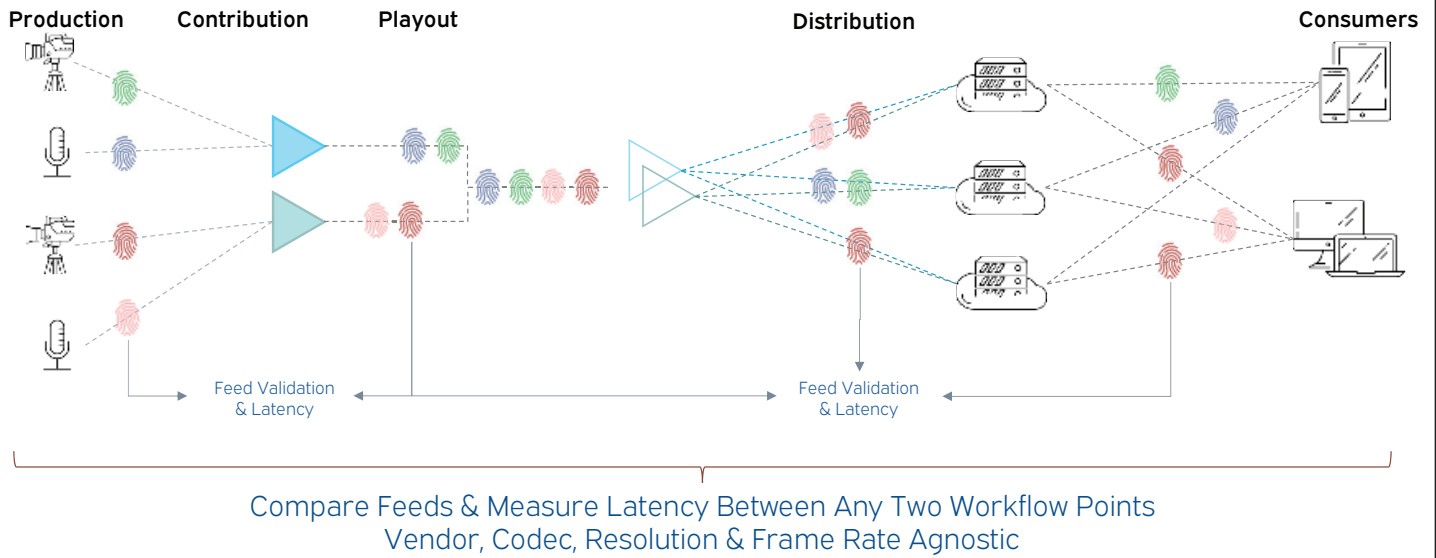 Production
Contribution
Playout
Distribution
Consumers
Feed Validation
& Latency
Feed Validation
& Latency
Compare Feeds & Measure Latency Between Any Two Workflow Points
Vendor, Codec, Resolution & Frame Rate Agnostic